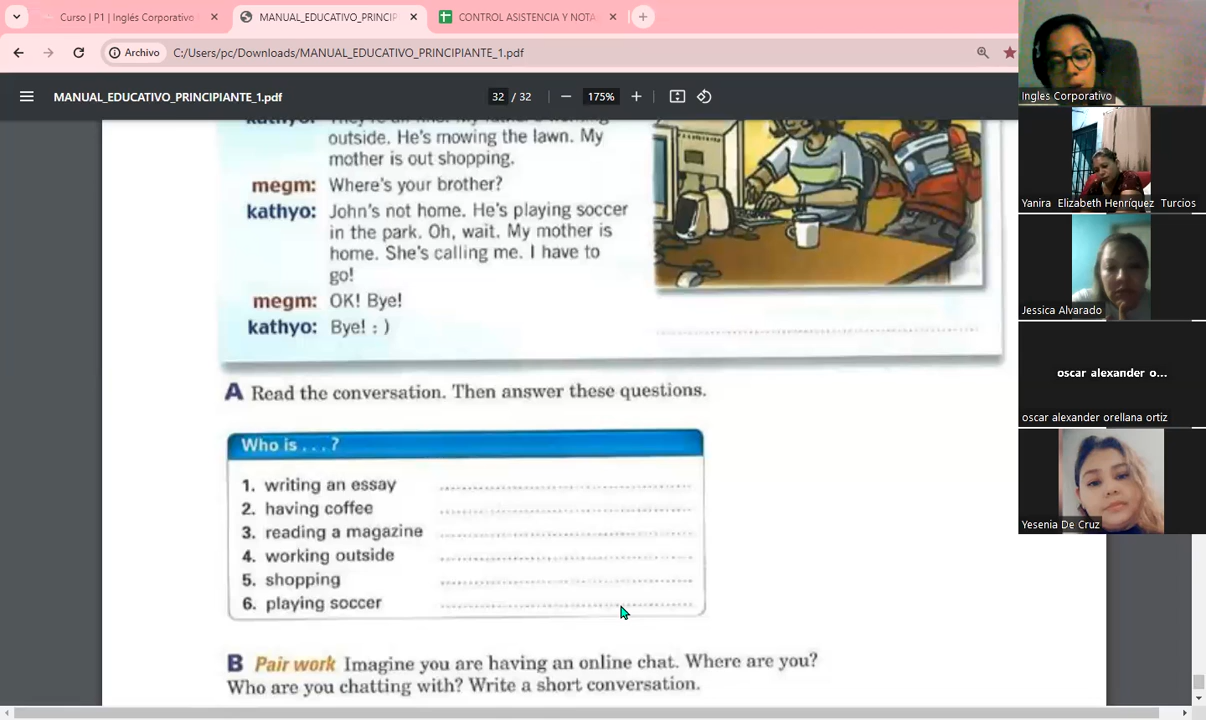 Curso | P1 | Inglés Corporativo
MANUAL_EDUCATIVO_PRINCIP
CONTROL ASISTENCIA Y NOTA
Archivo
C:/Users/pc/Downloads/MANUAL_EDUCATIVO_PRINCIPIANTE_1.pdf
MANUAL_EDUCATIVO_PRINCIPIANTE_1.pdf
32 / 32
175%
outside. He's mowing the lawn. My
mother is out shopping.
megm: Where's your brother?
kathyo: John's not home. He's playing soccer
in the park. Oh, wait. My mother is
home. She's calling me. I have to
go!
megm: OK! Bye!
kathyo: Bye! : )
A Read the conversation. Then answer these questions.
Who is . . . ?
1. writing an essay
2. having coffee
3. reading a magazine
4. working outside
5. shopping
6. playing soccer
B Pair work Imagine you are having an online chat. Where are you?
Who are you chatting with? Write a short conversation.
Ingles Corporativo
Yanira Elizabeth Henríquez Turcios
Jessica Alvarado
oscar alexander o...
oscar alexander orellana ortiz
Yesenia De Cruz